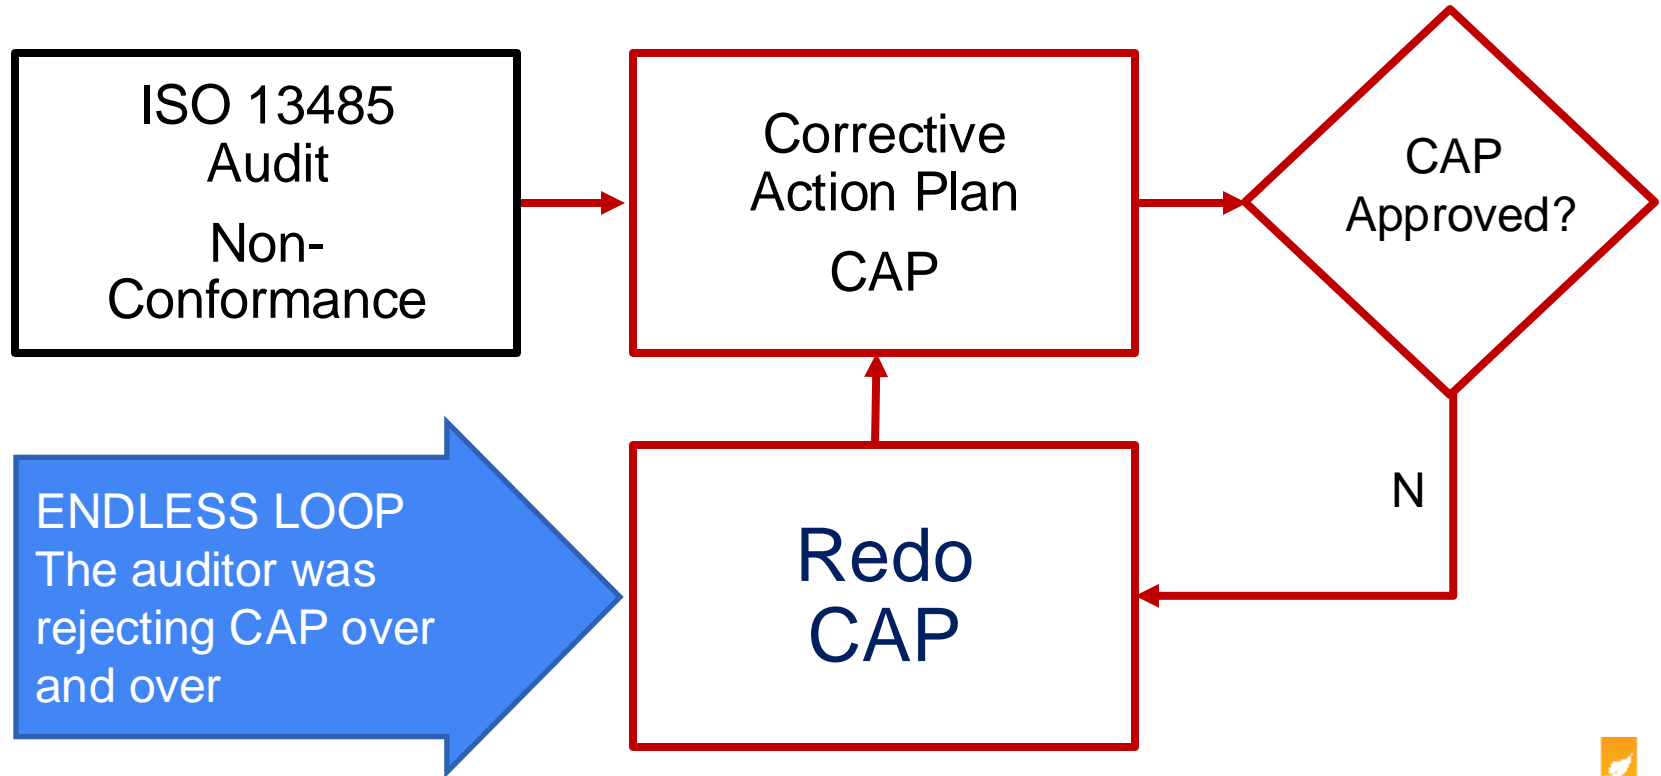 ISO 13485
Audit
Non-
Conformance
Corrective
Action Plan
CAP
CAP
Approved?
N
ENDLESS LOOP
The auditor was
rejecting CAP over
and over
Redo
CAP